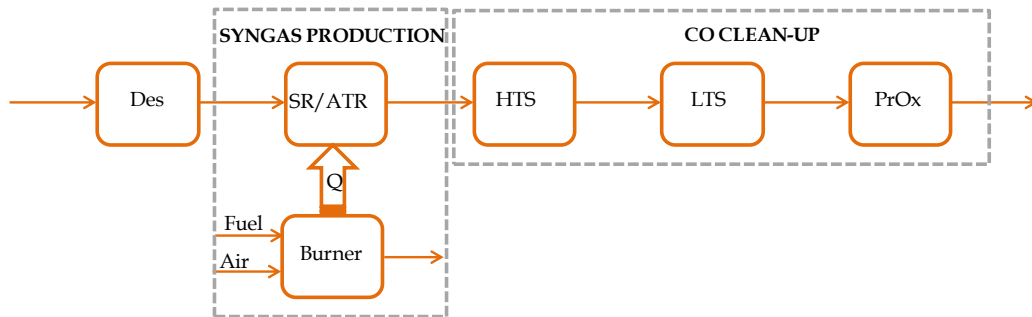 SYNGAS PRODUCTION
CO CLEAN-UP
Des
SR/ATR
HTS
LTS
PrOx
Q
Fuel
Air
Burner